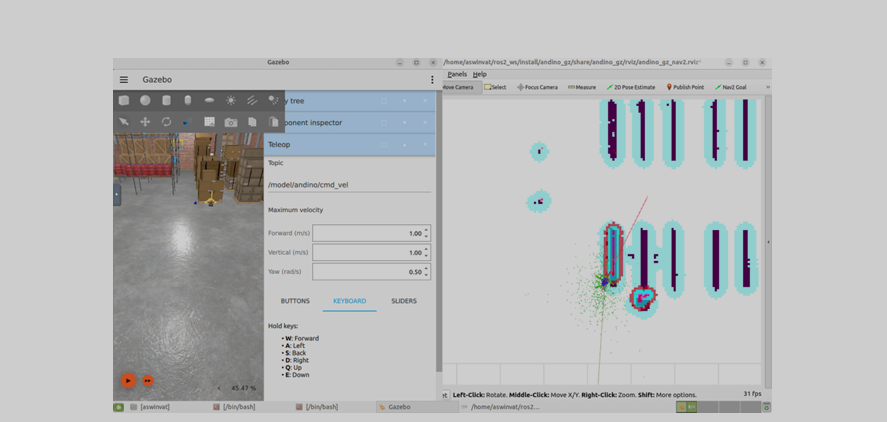 Gazebo
/home/aswinvat/ros2_ws/install/andino_gz/share/andino_gz/rviz/andino_gz_nav2.rviz*
Gazebo
Panels Help
Move Camera Select Focus Camera Measure 2D Pose Estimate Publish Point Nav2 Goal
y tree
ponent inspector
Teleop
Topic
/model/andino/cmd_vel
Maximum velocity
Forward (m/s) 1.00
Vertical (m/s) 1.00
Yaw (rad/s) 0.50
BUTTONS KEYBOARD SLIDERS
Hold keys:
• W: Forward
• A: Left
• S: Back
• D: Right
• Q: Up
• E: Down
45.47 %
Left-Click: Rotate. Middle-Click: Move X/Y. Right-Click: Zoom. Shift: More options. 31 fps
[aswinvat] [/bin/bash] [/bin/bash] Gazebo /home/aswinvat/ros2...